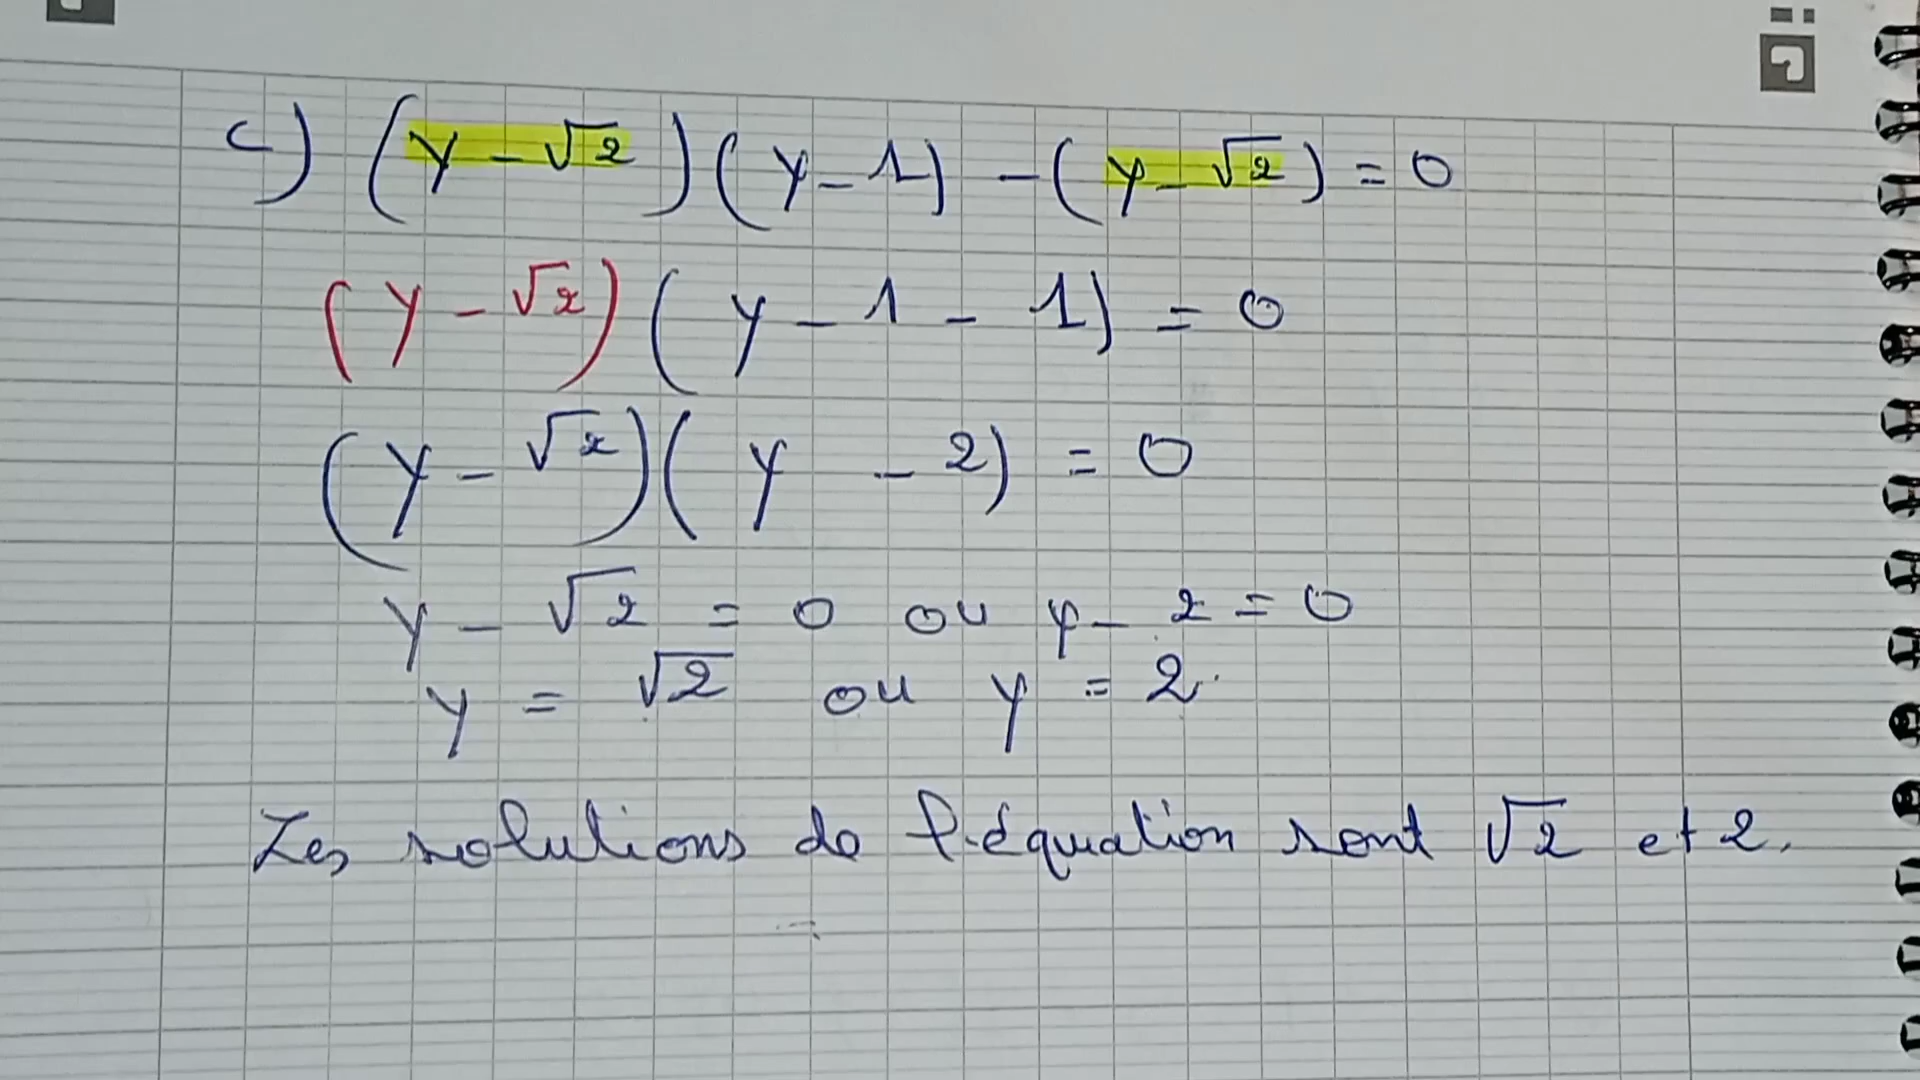 c) (y - √2)(y - 1) - (y - √2) = 0
(y - √2)(y - 1 - 1) = 0
(y - √2)(y - 2) = 0
y - √2 = 0 ou y - 2 = 0
y = √2 ou y = 2
Les solutions de l'équation sont √2 et 2.